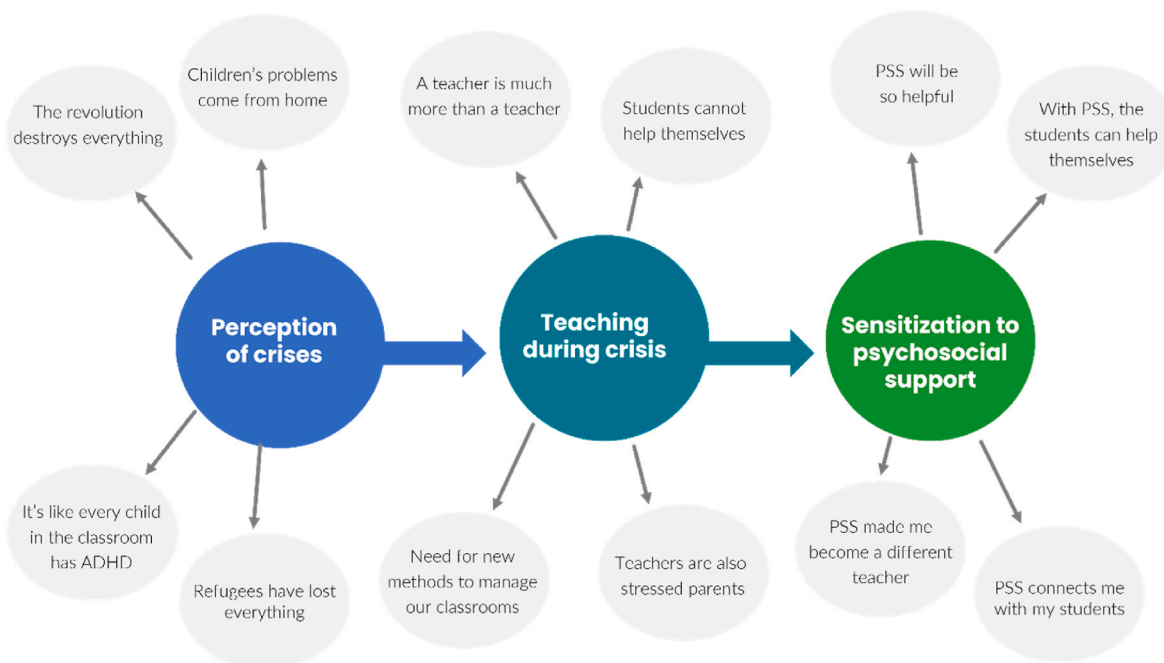 The revolution
destroys everything
Children's problems
come from home
Perception
of crises
It's like every child
in the classroom
has ADHD
Refugees have lost
everything
A teacher is much
more than a teacher
Students cannot
help themselves
Teaching
during crisis
Need for new
methods to manage
our classrooms
Teachers are also
stressed parents
PSS will be
so helpful
With PSS, the
students can help
themselves
Sensitization to
psychosocial
support
PSS made me
become a different
teacher
PSS connects me
with my students